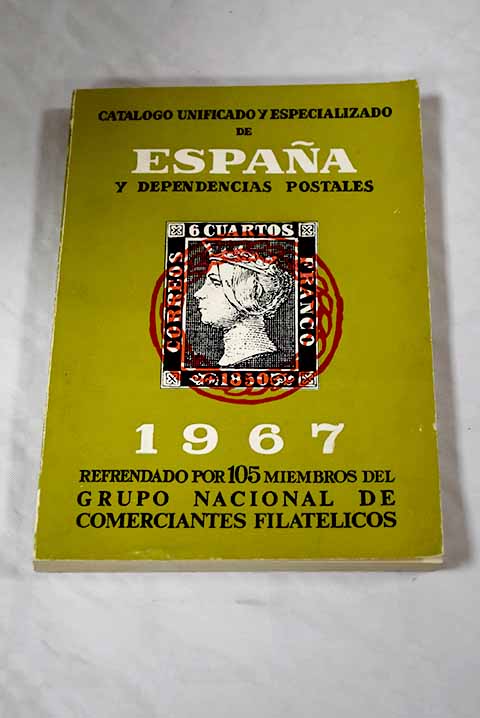 CATALOGO UNIFICADO Y ESPECIALIZADO
DE
ESPAÑA
Y DEPENDENCIAS POSTALES
6 CUARTOS
CORREOS
FRANCO
1850
1967
REFRENDADO POR 105 MIEMBROS DEL
GRUPO NACIONAL DE
COMERCIANTES FILATELICOS